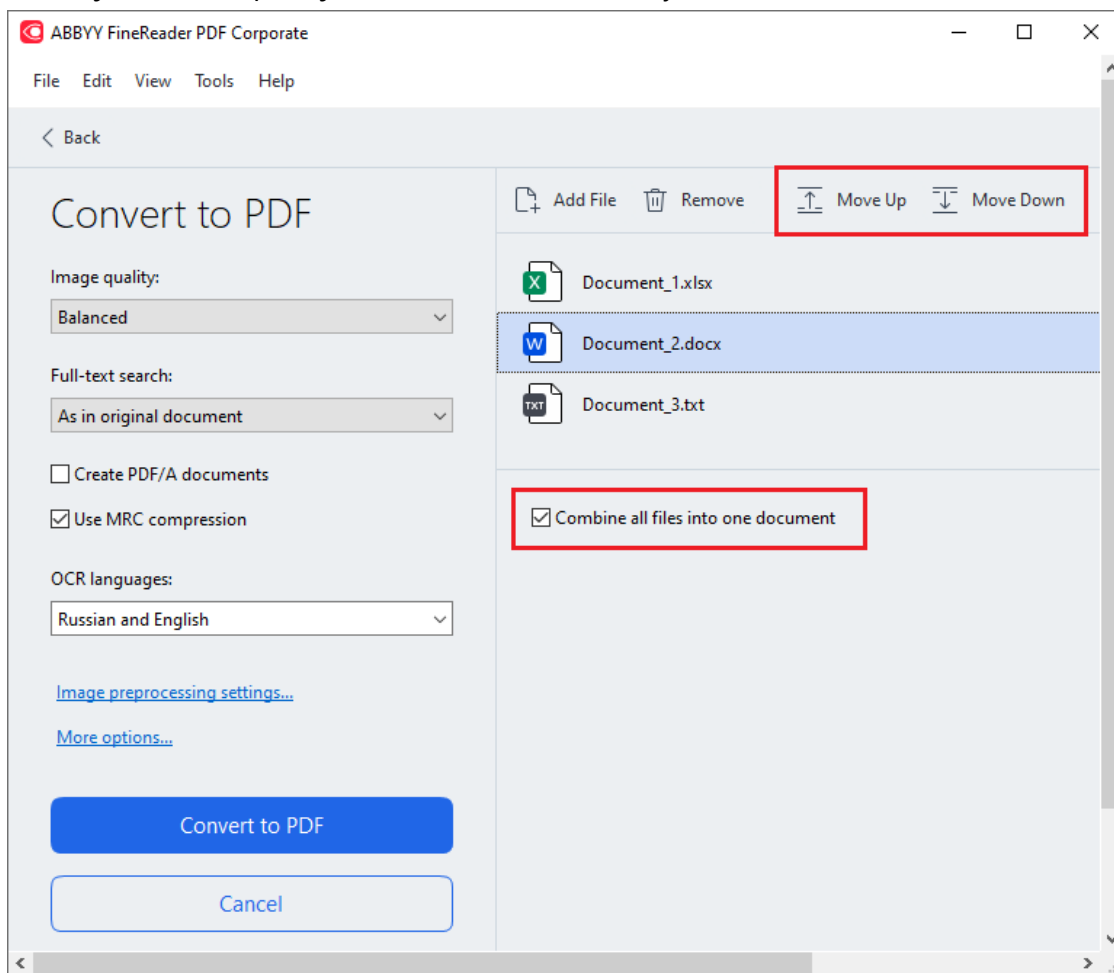 ABBYY FineReader PDF Corporate
File Edit View Tools Help
Back
Convert to PDF
Image quality:
Balanced
Full-text search:
As in original document
Create PDF/A documents
Use MRC compression
OCR languages:
Russian and English
Image preprocessing settings...
More options...
Convert to PDF
Cancel
Add File Remove Move Up Move Down
X Document_1.xlsx
W Document_2.docx
TXT Document_3.txt
Combine all files into one document